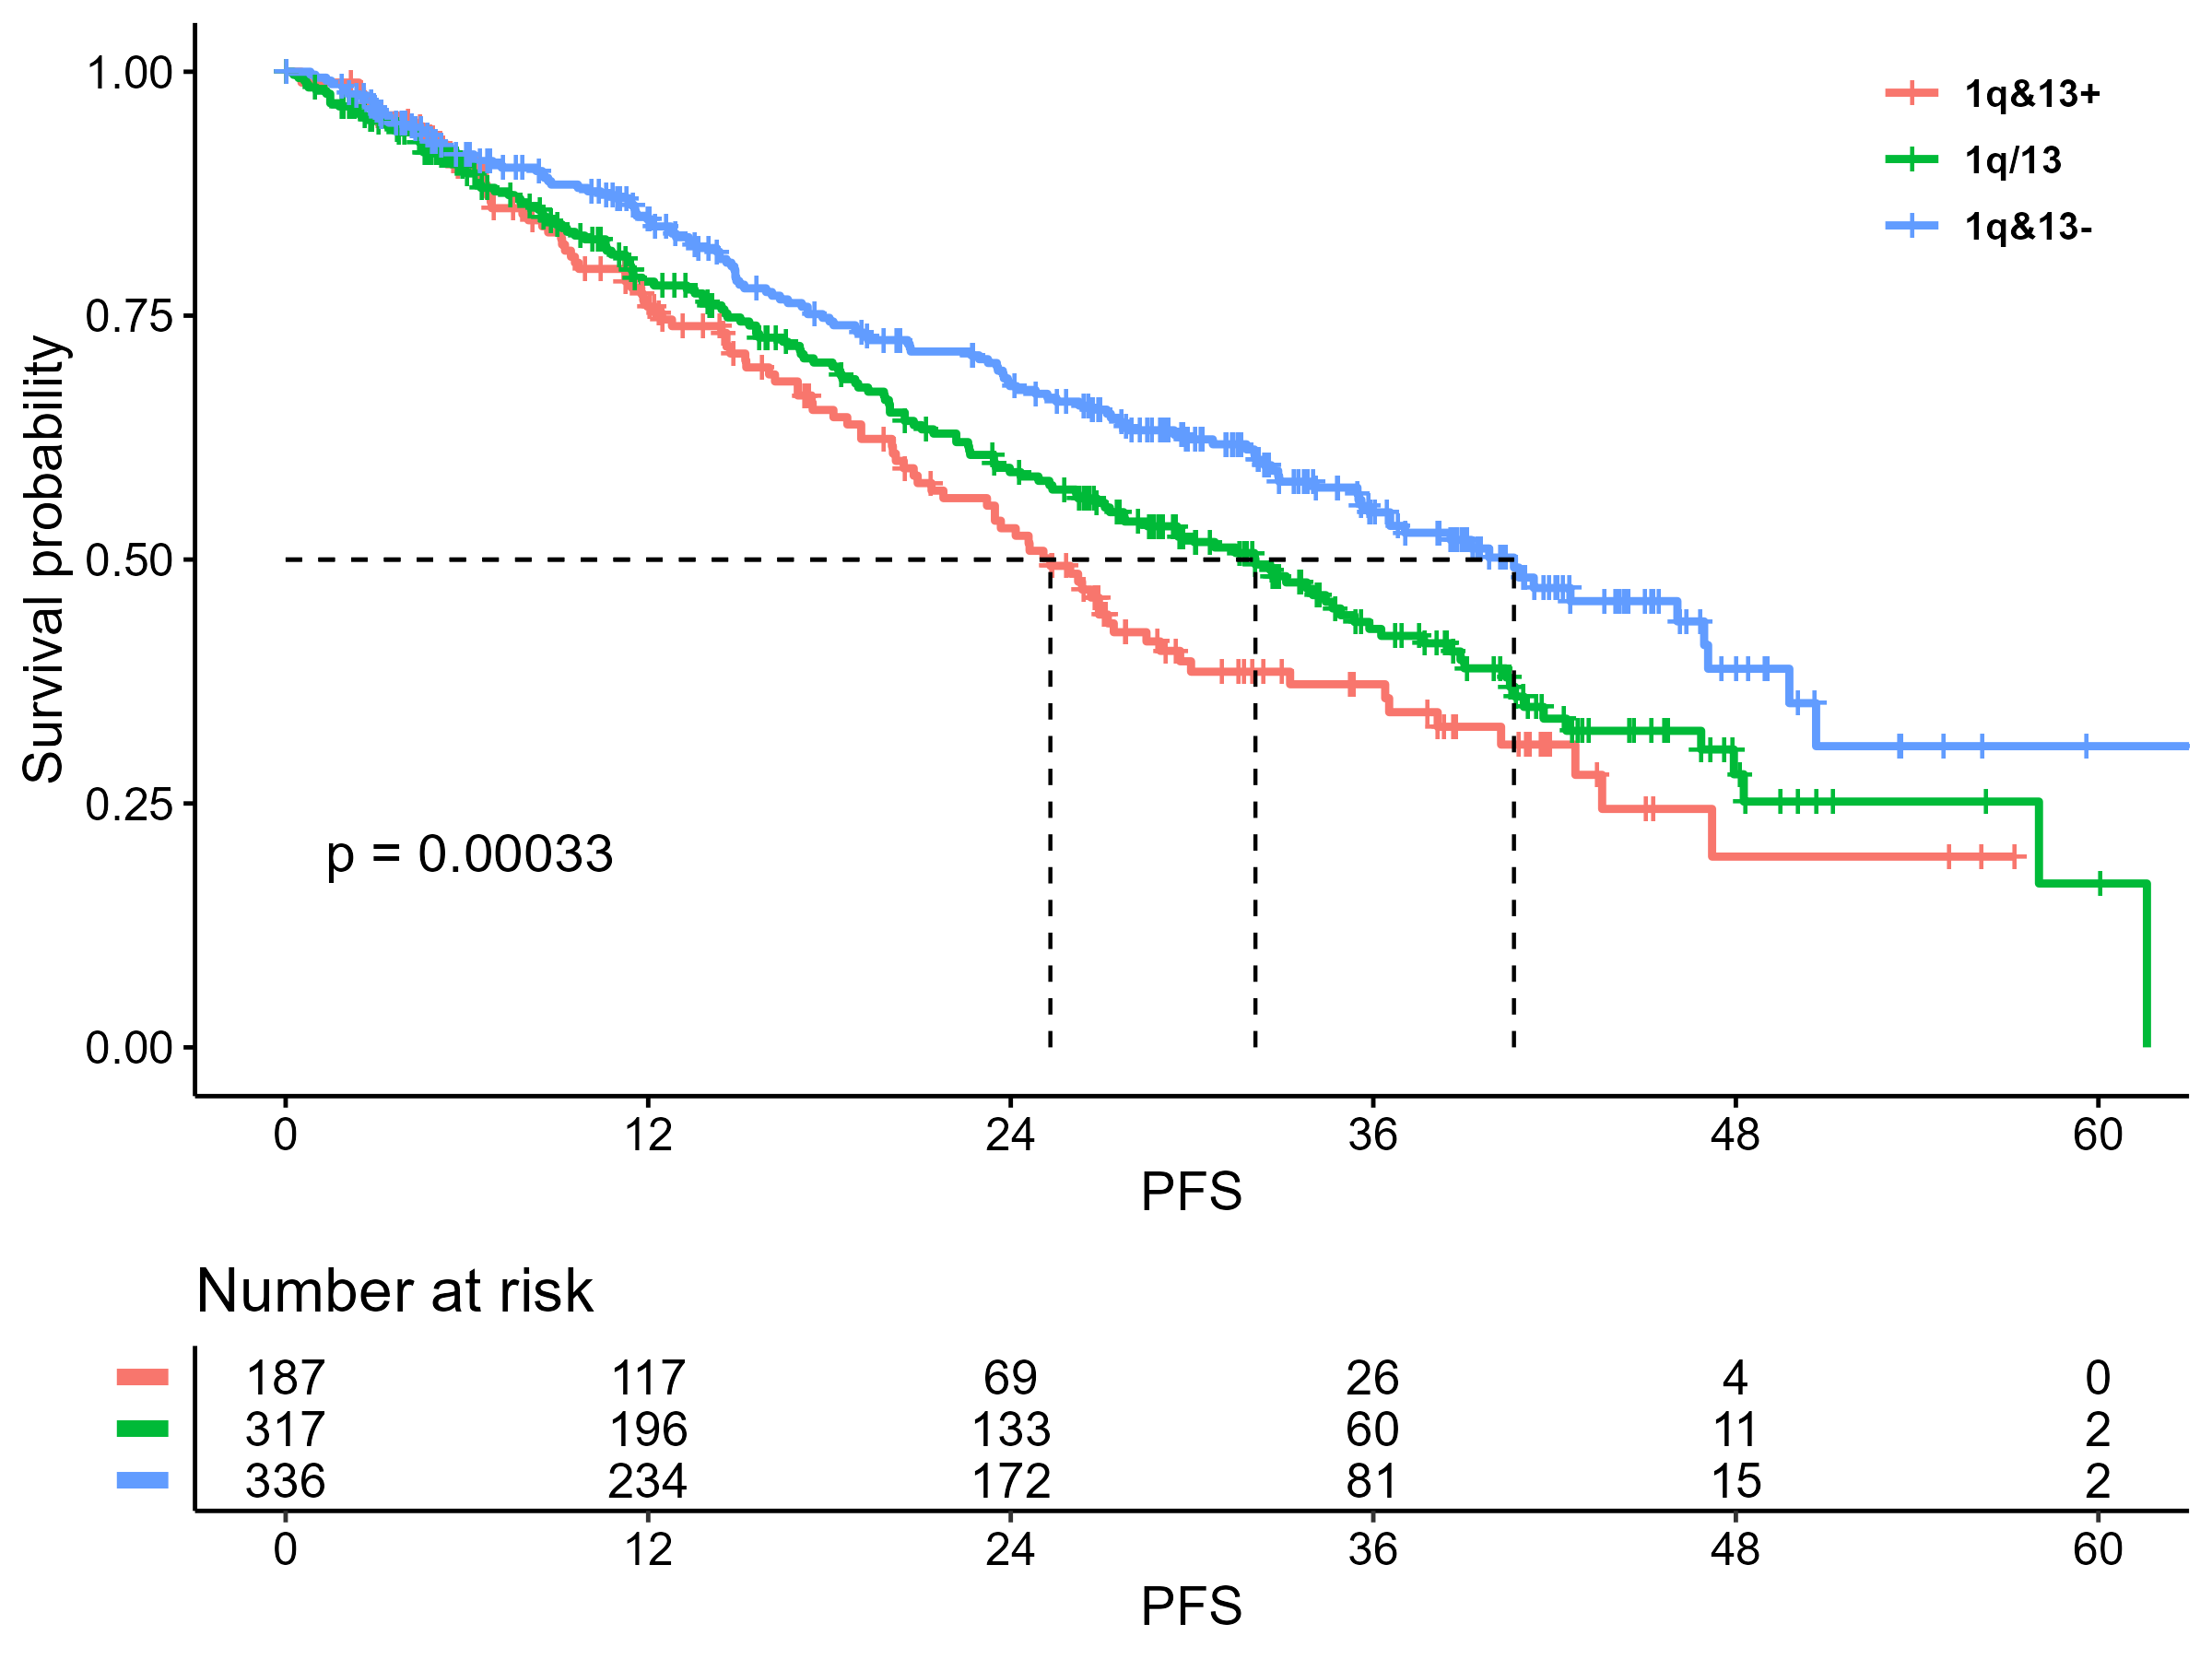 1.00
0.75
0.50
0.25
0.00
Survival probability
1q&13+
1q/13
1q&13-
p = 0.00033
0 12 24 36 48 60
PFS
Number at risk
187 117 69 26 4 0
317 196 133 60 11 2
336 234 172 81 15 2
0 12 24 36 48 60
PFS